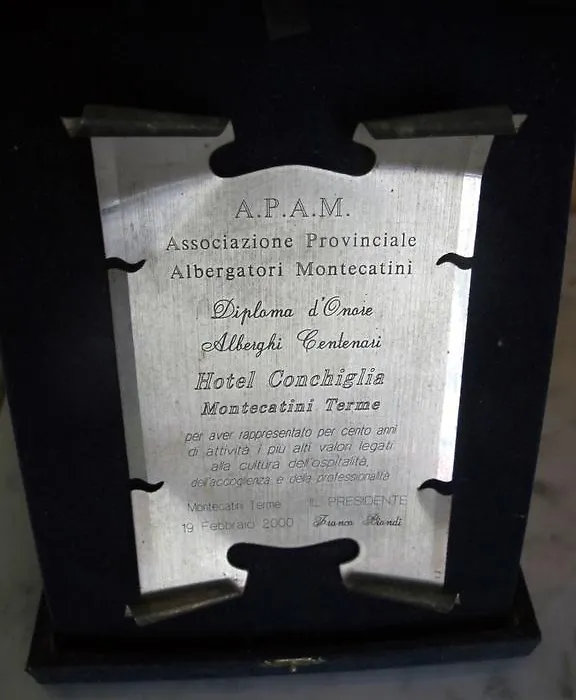 A.P.A.M.
Associazione Provinciale
Albergatori Montecatini
Diploma d'Onore
Alberghi Centenari
Hotel Conchiglia
Montecatini Terme
per aver rappresentato per cento anni
di attività i più alti valori legati
alla cultura dell'ospitalità,
dell'accoglienza e della professionalità
Montecatini Terme IL PRESIDENTE
19 Febbraio 2000 Franco Biondi